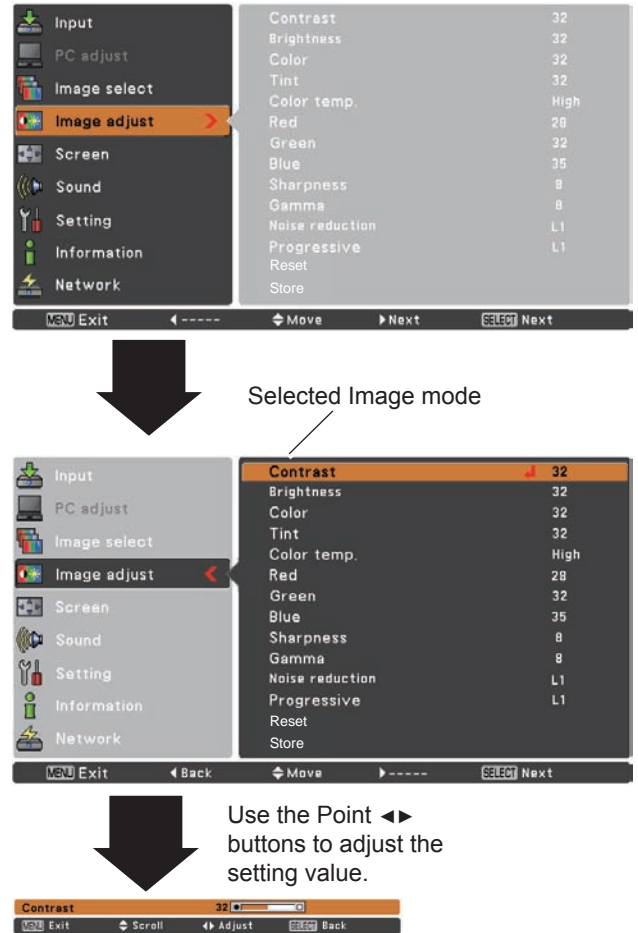 Input
PC adjust
Image select
Image adjust
Screen
Sound
Setting
Information
Network
Contrast 32
Brightness 32
Color 32
Tint 32
Color temp. High
Red 28
Green 32
Blue 35
Sharpness 8
Gamma 8
Noise reduction L1
Progressive L1
Reset
Store
MENU Exit ◀----- ◆Move ▶Next SELECT Next
Selected Image mode
Input
PC adjust
Image select
Image adjust
Screen
Sound
Setting
Information
Network
Contrast 32
Brightness 32
Color 32
Tint 32
Color temp. High
Red 28
Green 32
Blue 35
Sharpness 8
Gamma 8
Noise reduction L1
Progressive L1
Reset
Store
MENU Exit ◀Back ◆Move ▶----- SELECT Next
Use the Point ◄►
buttons to adjust the
setting value.
Contrast 32
MENU Exit ◆Scroll ◀▶Adjust SELECT Back